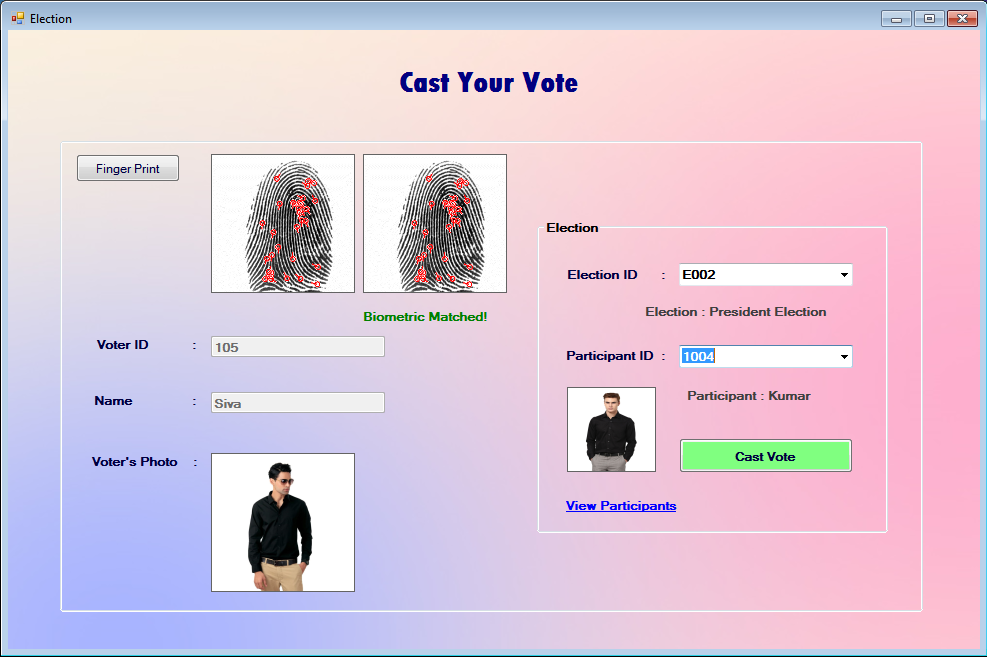 Election
Cast Your Vote
Finger Print
Biometric Matched!
Voter ID : 105
Name : Siva
Voter's Photo :
Election
Election ID : E002
Election : President Election
Participant ID : 1004
Participant : Kumar
Cast Vote
View Participants